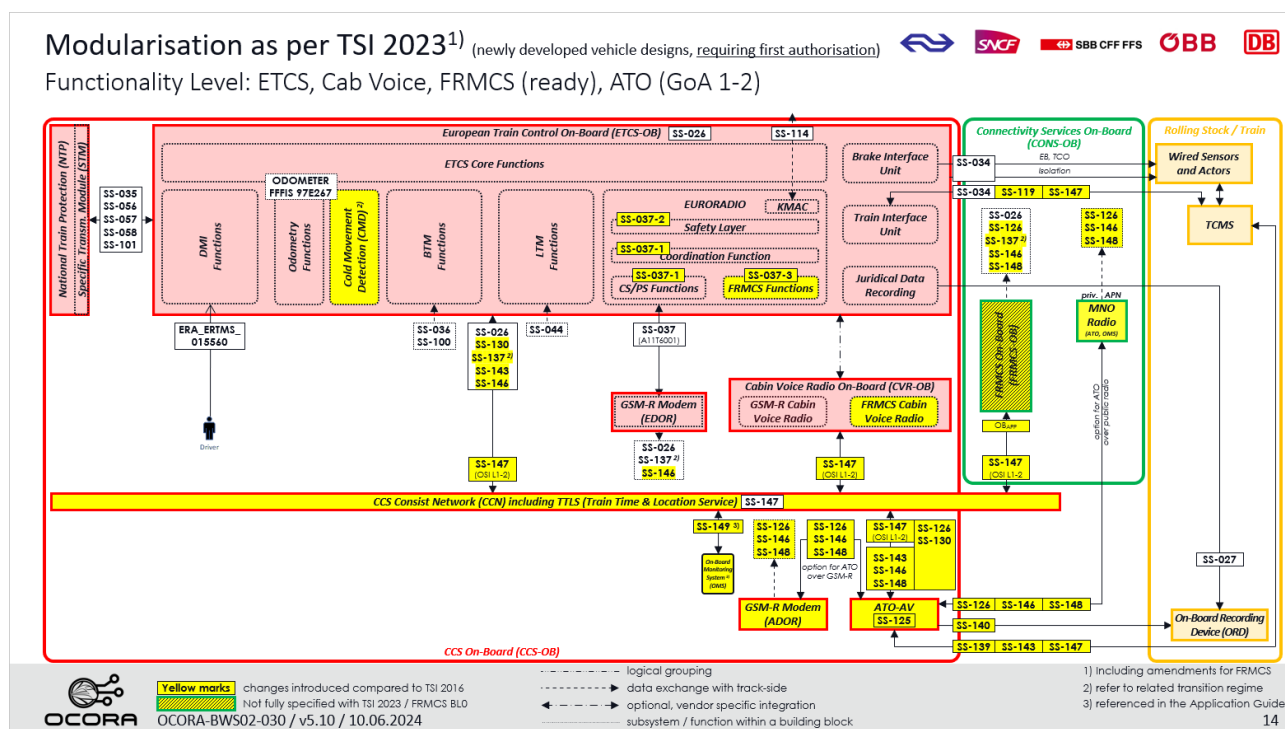 Modularisation as per TSI 2023¹⁾ (newly developed vehicle designs, requiring first authorisation)
SNCF
SBB CFF FFS
ÖBB
DB
Functionality Level: ETCS, Cab Voice, FRMCS (ready), ATO (GoA 1-2)
National Train Protection (NTP)
Specific Transm. Module (STM)
SS-035
SS-056
SS-057
SS-058
SS-101
European Train Control On-Board (ETCS-OB)
SS-026
SS-114
ETCS Core Functions
ODOMETER
FFFIS 97E267
DMI
Functions
Odometry
Functions
Cold Movement
Detection (CMD) ²⁾
BTM
Functions
LTM
Functions
EURORADIO
KMAC
SS-037-2
Safety Layer
SS-037-1
Coordination Function
SS-037-1
CS/PS Functions
SS-037-3
FRMCS Functions
Brake Interface
Unit
Train Interface
Unit
Juridical Data
Recording
Connectivity Services On-Board
(CONS-OB)
Rolling Stock / Train
SS-034
EB, TCO
Isolation
Wired Sensors
and Actors
SS-034
SS-119
SS-147
TCMS
SS-026
SS-126
SS-137 ²⁾
SS-146
SS-148
SS-126
SS-146
SS-148
priv. APN
MNO
Radio
(ATO, OMS)
FRMCS On-Board
(FRMCS-OB)
option for ATO
over public radio
OBAPP
SS-147
(OSI L1-2
ERA_ERTMS_
015560
Driver
SS-036
SS-100
SS-026
SS-130
SS-137 ²⁾
SS-143
SS-146
SS-044
SS-037
(A11T6001)
GSM-R Modem
(EDOR)
SS-026
SS-137 ²⁾
SS-146
Cabin Voice Radio On-Board (CVR-OB)
GSM-R Cabin
Voice Radio
FRMCS Cabin
Voice Radio
SS-147
(OSI L1-2)
SS-147
(OSI L1-2)
CCS Consist Network (CCN) including TTLS (Train Time & Location Service)
SS-147
SS-149 ³⁾
On-Board
Monitoring
System
(OMS)
SS-126
SS-146
SS-148
SS-126
SS-146
SS-148
option for ATO
over GSM-R
SS-147
(OSI L1-2)
SS-126
SS-130
SS-143
SS-146
SS-148
GSM-R Modem
(ADOR)
ATO-AV
SS-125
SS-126
SS-146
SS-148
SS-140
SS-139
SS-143
SS-147
SS-027
On-Board Recording
Device (ORD)
CCS On-Board (CCS-OB)
OCORA
Yellow marks
changes introduced compared to TSI 2016
Not fully specified with TSI 2023 / FRMCS BL0
OCORA-BWS02-030 / v5.10 / 10.06.2024
logical grouping
data exchange with track-side
optional, vendor specific integration
subsystem / function within a building block
1) Including amendments for FRMCS
2) refer to related transition regime
3) referenced in the Application Guide
14